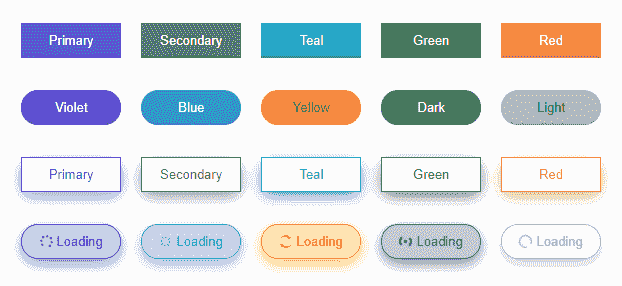 Primary Secondary Teal Green Red
Violet Blue Yellow Dark Light
Primary Secondary Teal Green Red
Loading Loading Loading Loading Loading